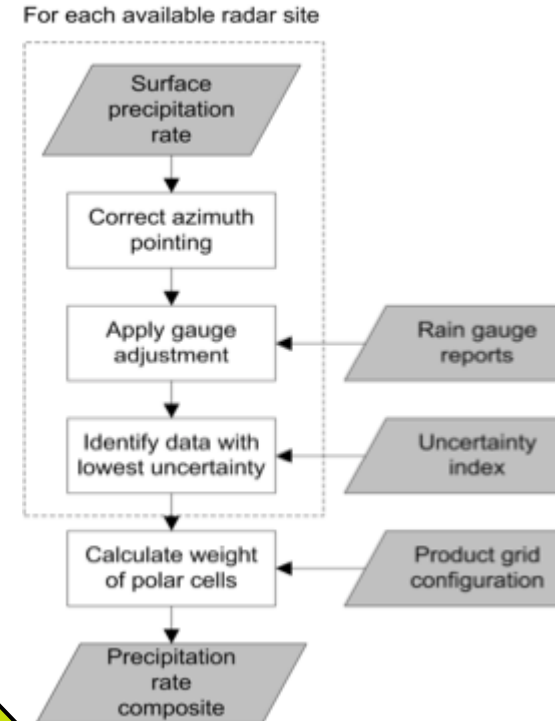 For each available radar site
Surface
precipitation
rate
Correct azimuth
pointing
Apply gauge
adjustment
Rain gauge
reports
Identify data with
lowest uncertainty
Uncertainty
index
Calculate weight
of polar cells
Product grid
configuration
Precipitation
rate
composite